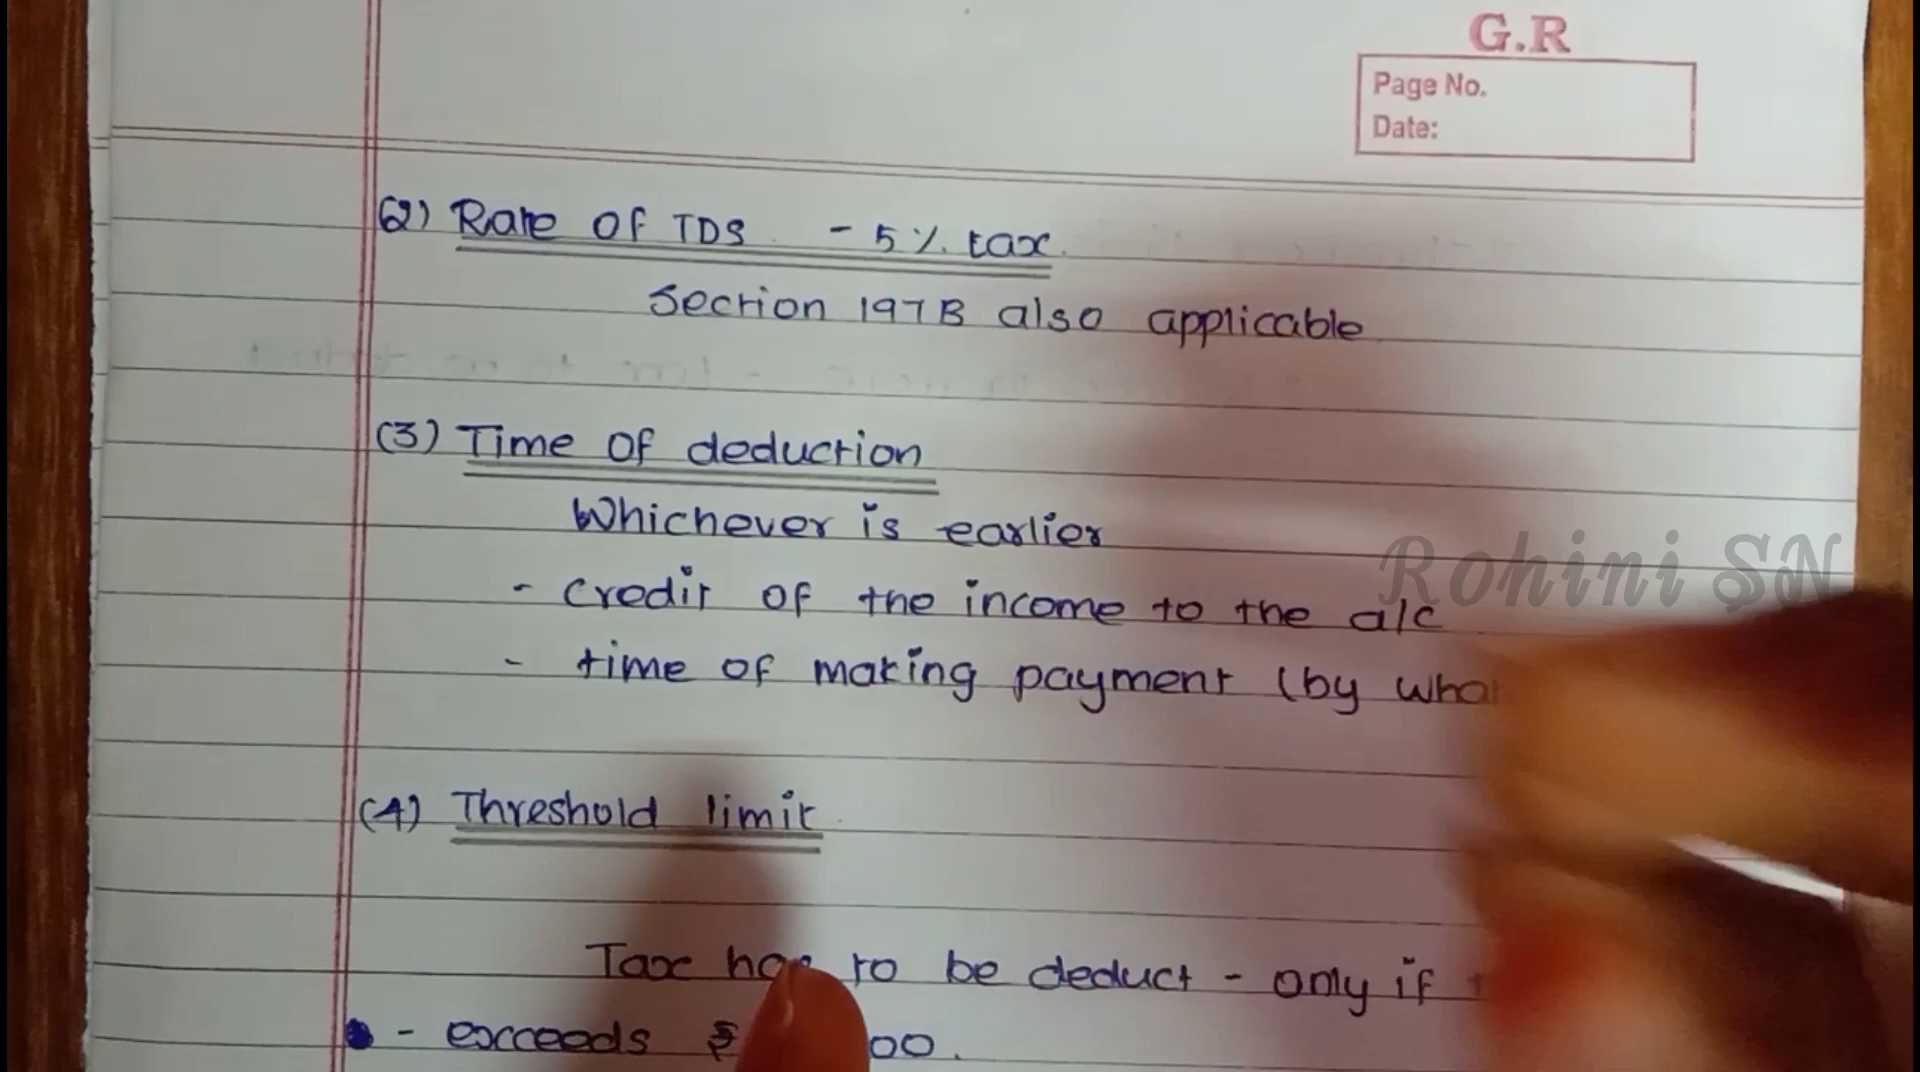 G.R
Page No.
Date:
(2) Rate of TDS - 5% tax.
Section 197B also applicable
(3) Time of deduction
Whichever is earlier
- credit of the income to the a/c
Rohini SN
- time of making payment (by
(4) Threshold limit
Tax to be deduct - only if
- exceeds ₹